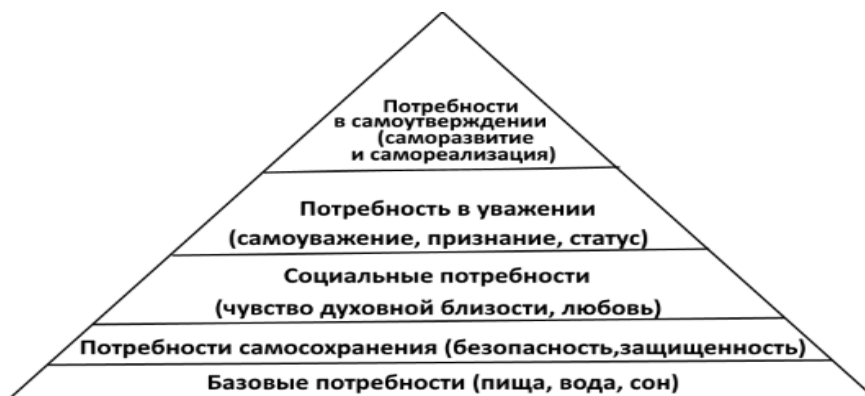 Потребности
в самоутверждении
(саморазвитие
и самореализация)
Потребность в уважении
(самоуважение, признание, статус)
Социальные потребности
(чувство духовной близости, любовь)
Потребности самосохранения (безопасность,защищенность)
Базовые потребности (пища, вода, сон)